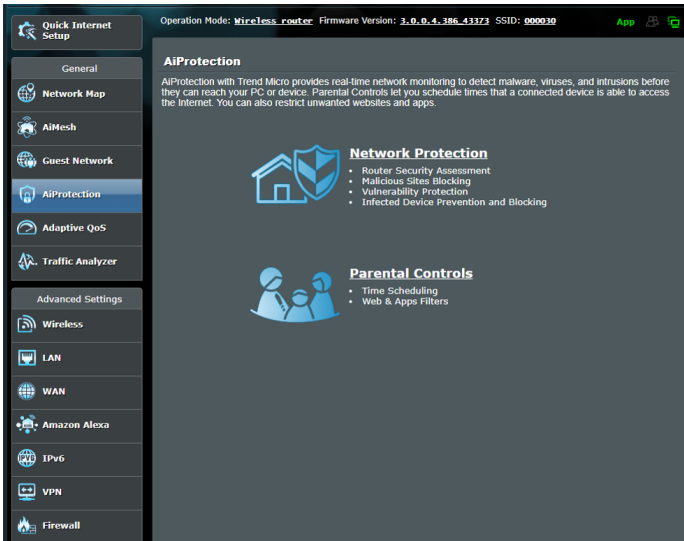 Quick Internet
Setup
Operation Mode: Wireless router Firmware Version: 3.0.0.4.386_43373 SSID: 000030
App
General
Network Map
AiMesh
Guest Network
AiProtection
Adaptive QoS
Traffic Analyzer
Advanced Settings
Wireless
LAN
WAN
Amazon Alexa
IPv6
VPN
Firewall
AiProtection
AiProtection with Trend Micro provides real-time network monitoring to detect malware, viruses, and intrusions before
they can reach your PC or device. Parental Controls let you schedule times that a connected device is able to access
the Internet. You can also restrict unwanted websites and apps.
Network Protection
• Router Security Assessment
• Malicious Sites Blocking
• Vulnerability Protection
• Infected Device Prevention and Blocking
Parental Controls
• Time Scheduling
• Web & Apps Filters